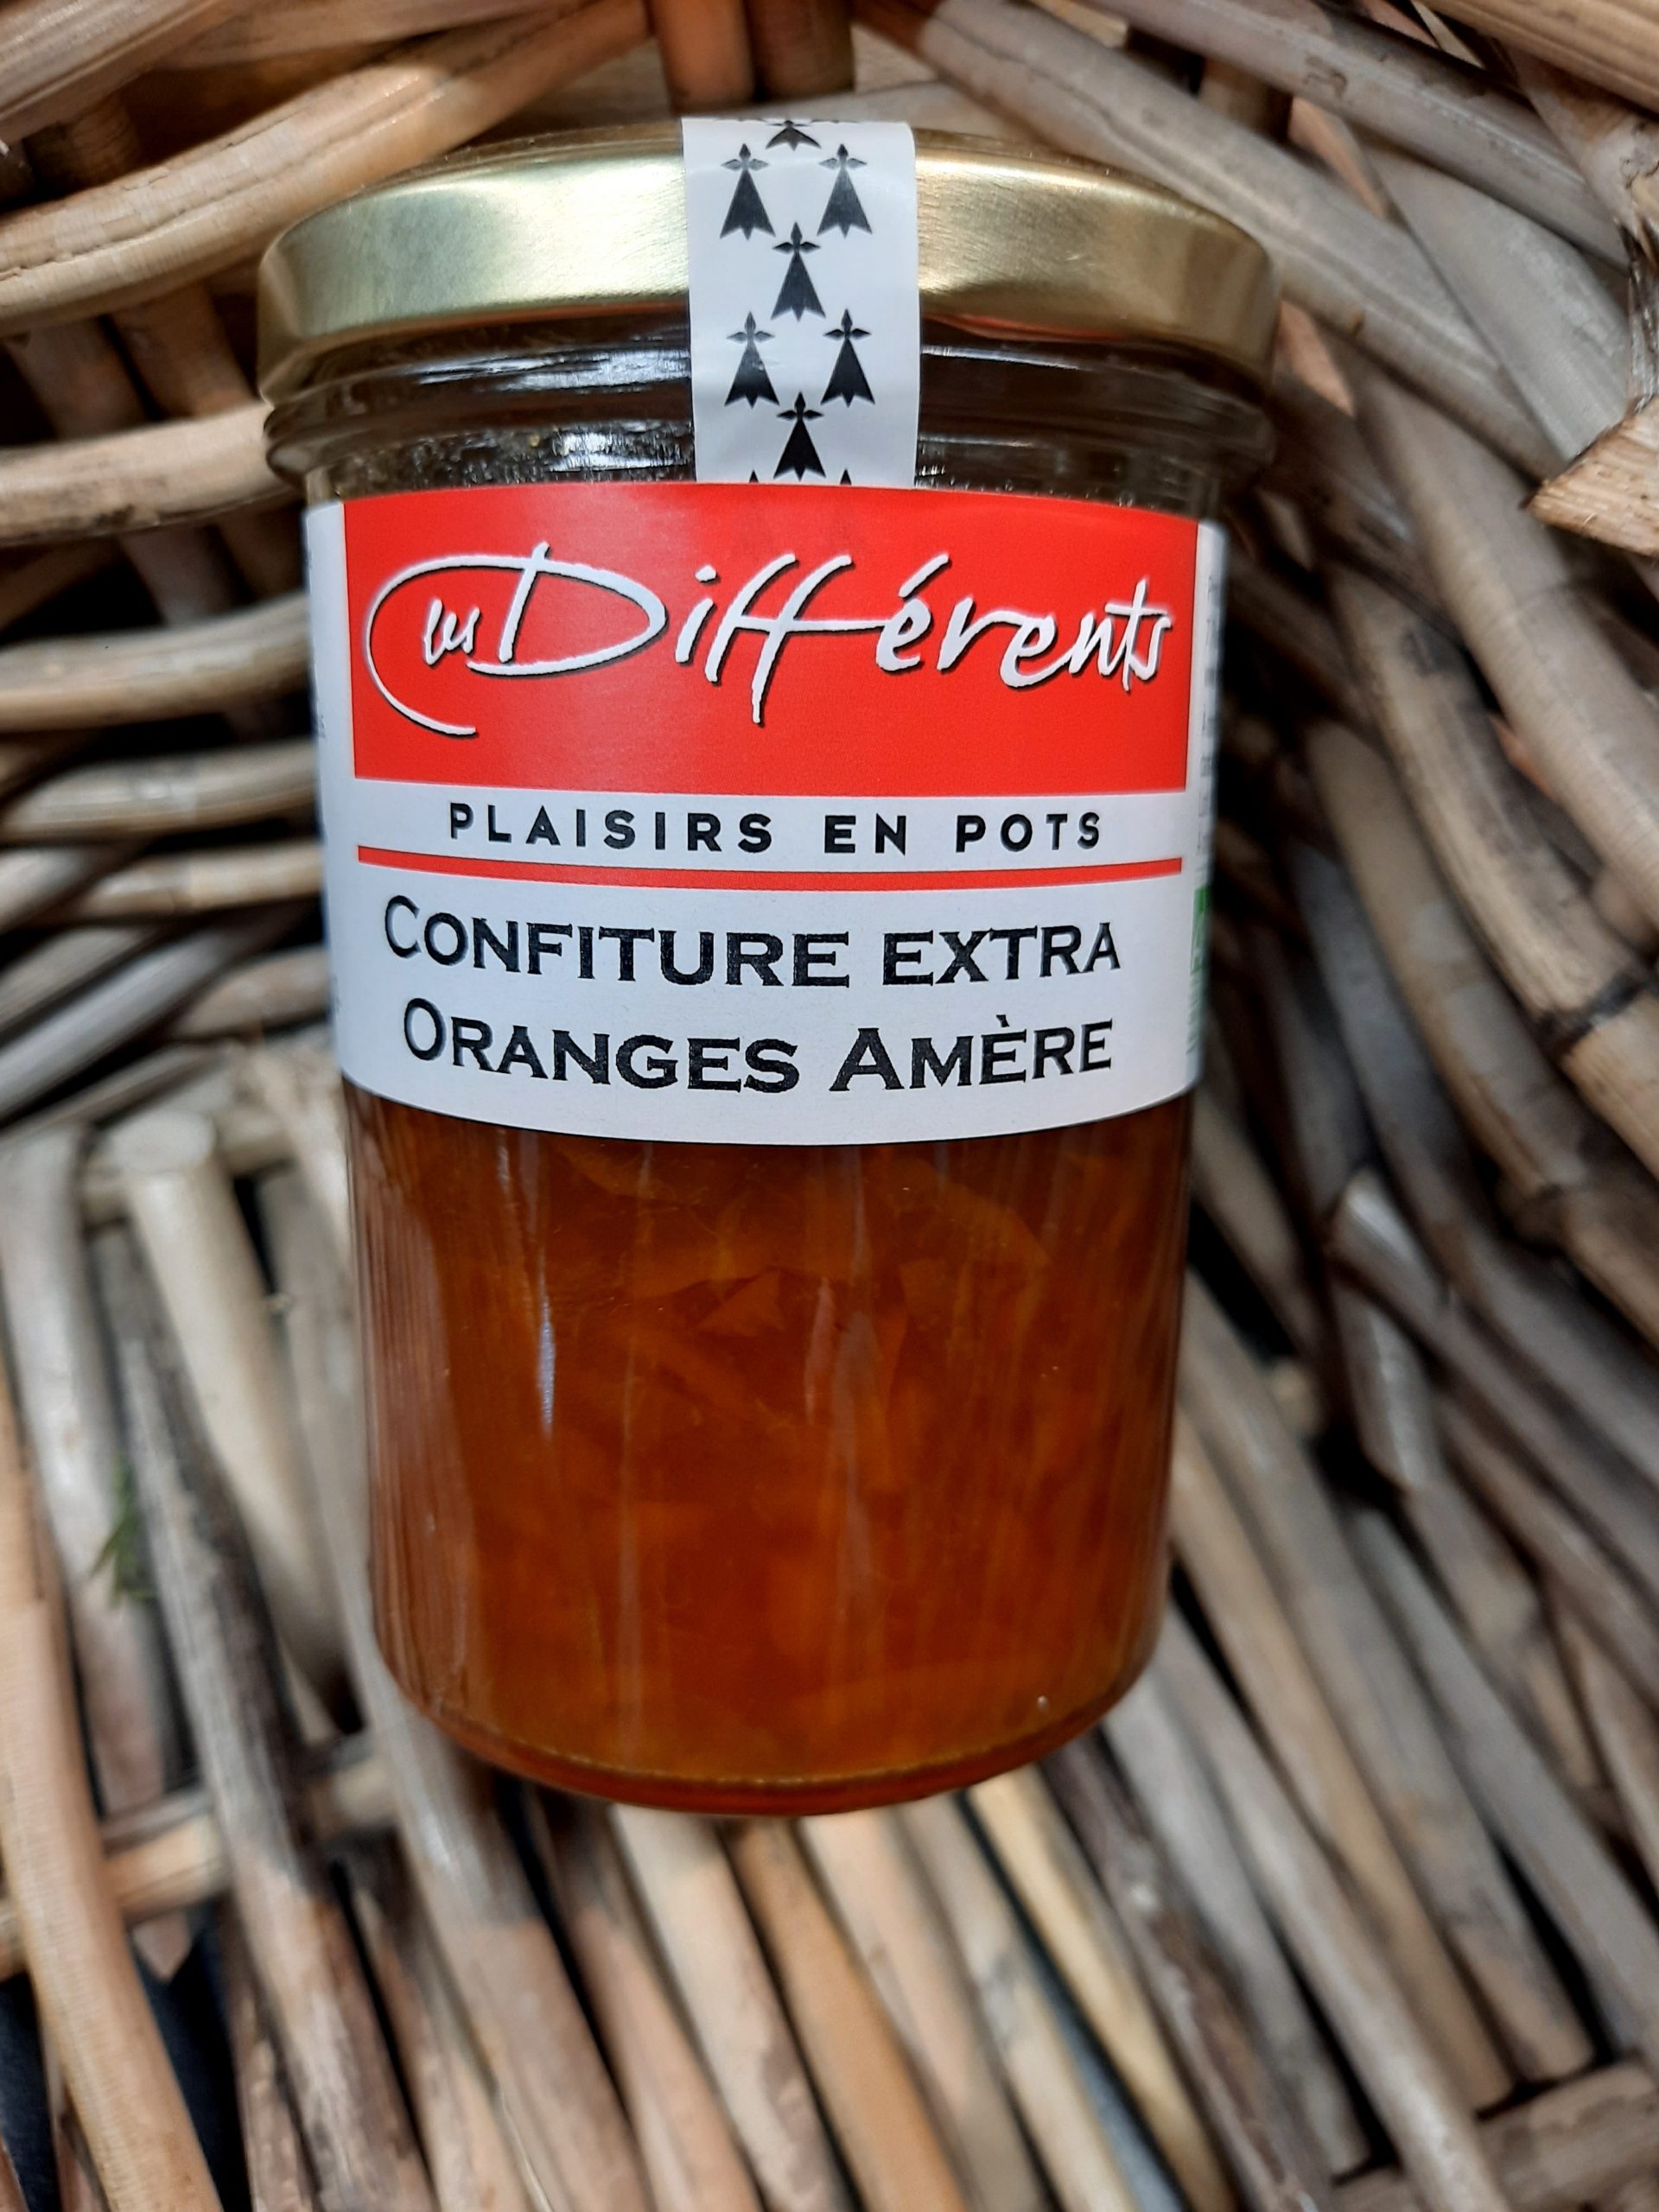 les Différents
PLAISIRS EN POTS
CONFITURE EXTRA
ORANGES AMÈRE